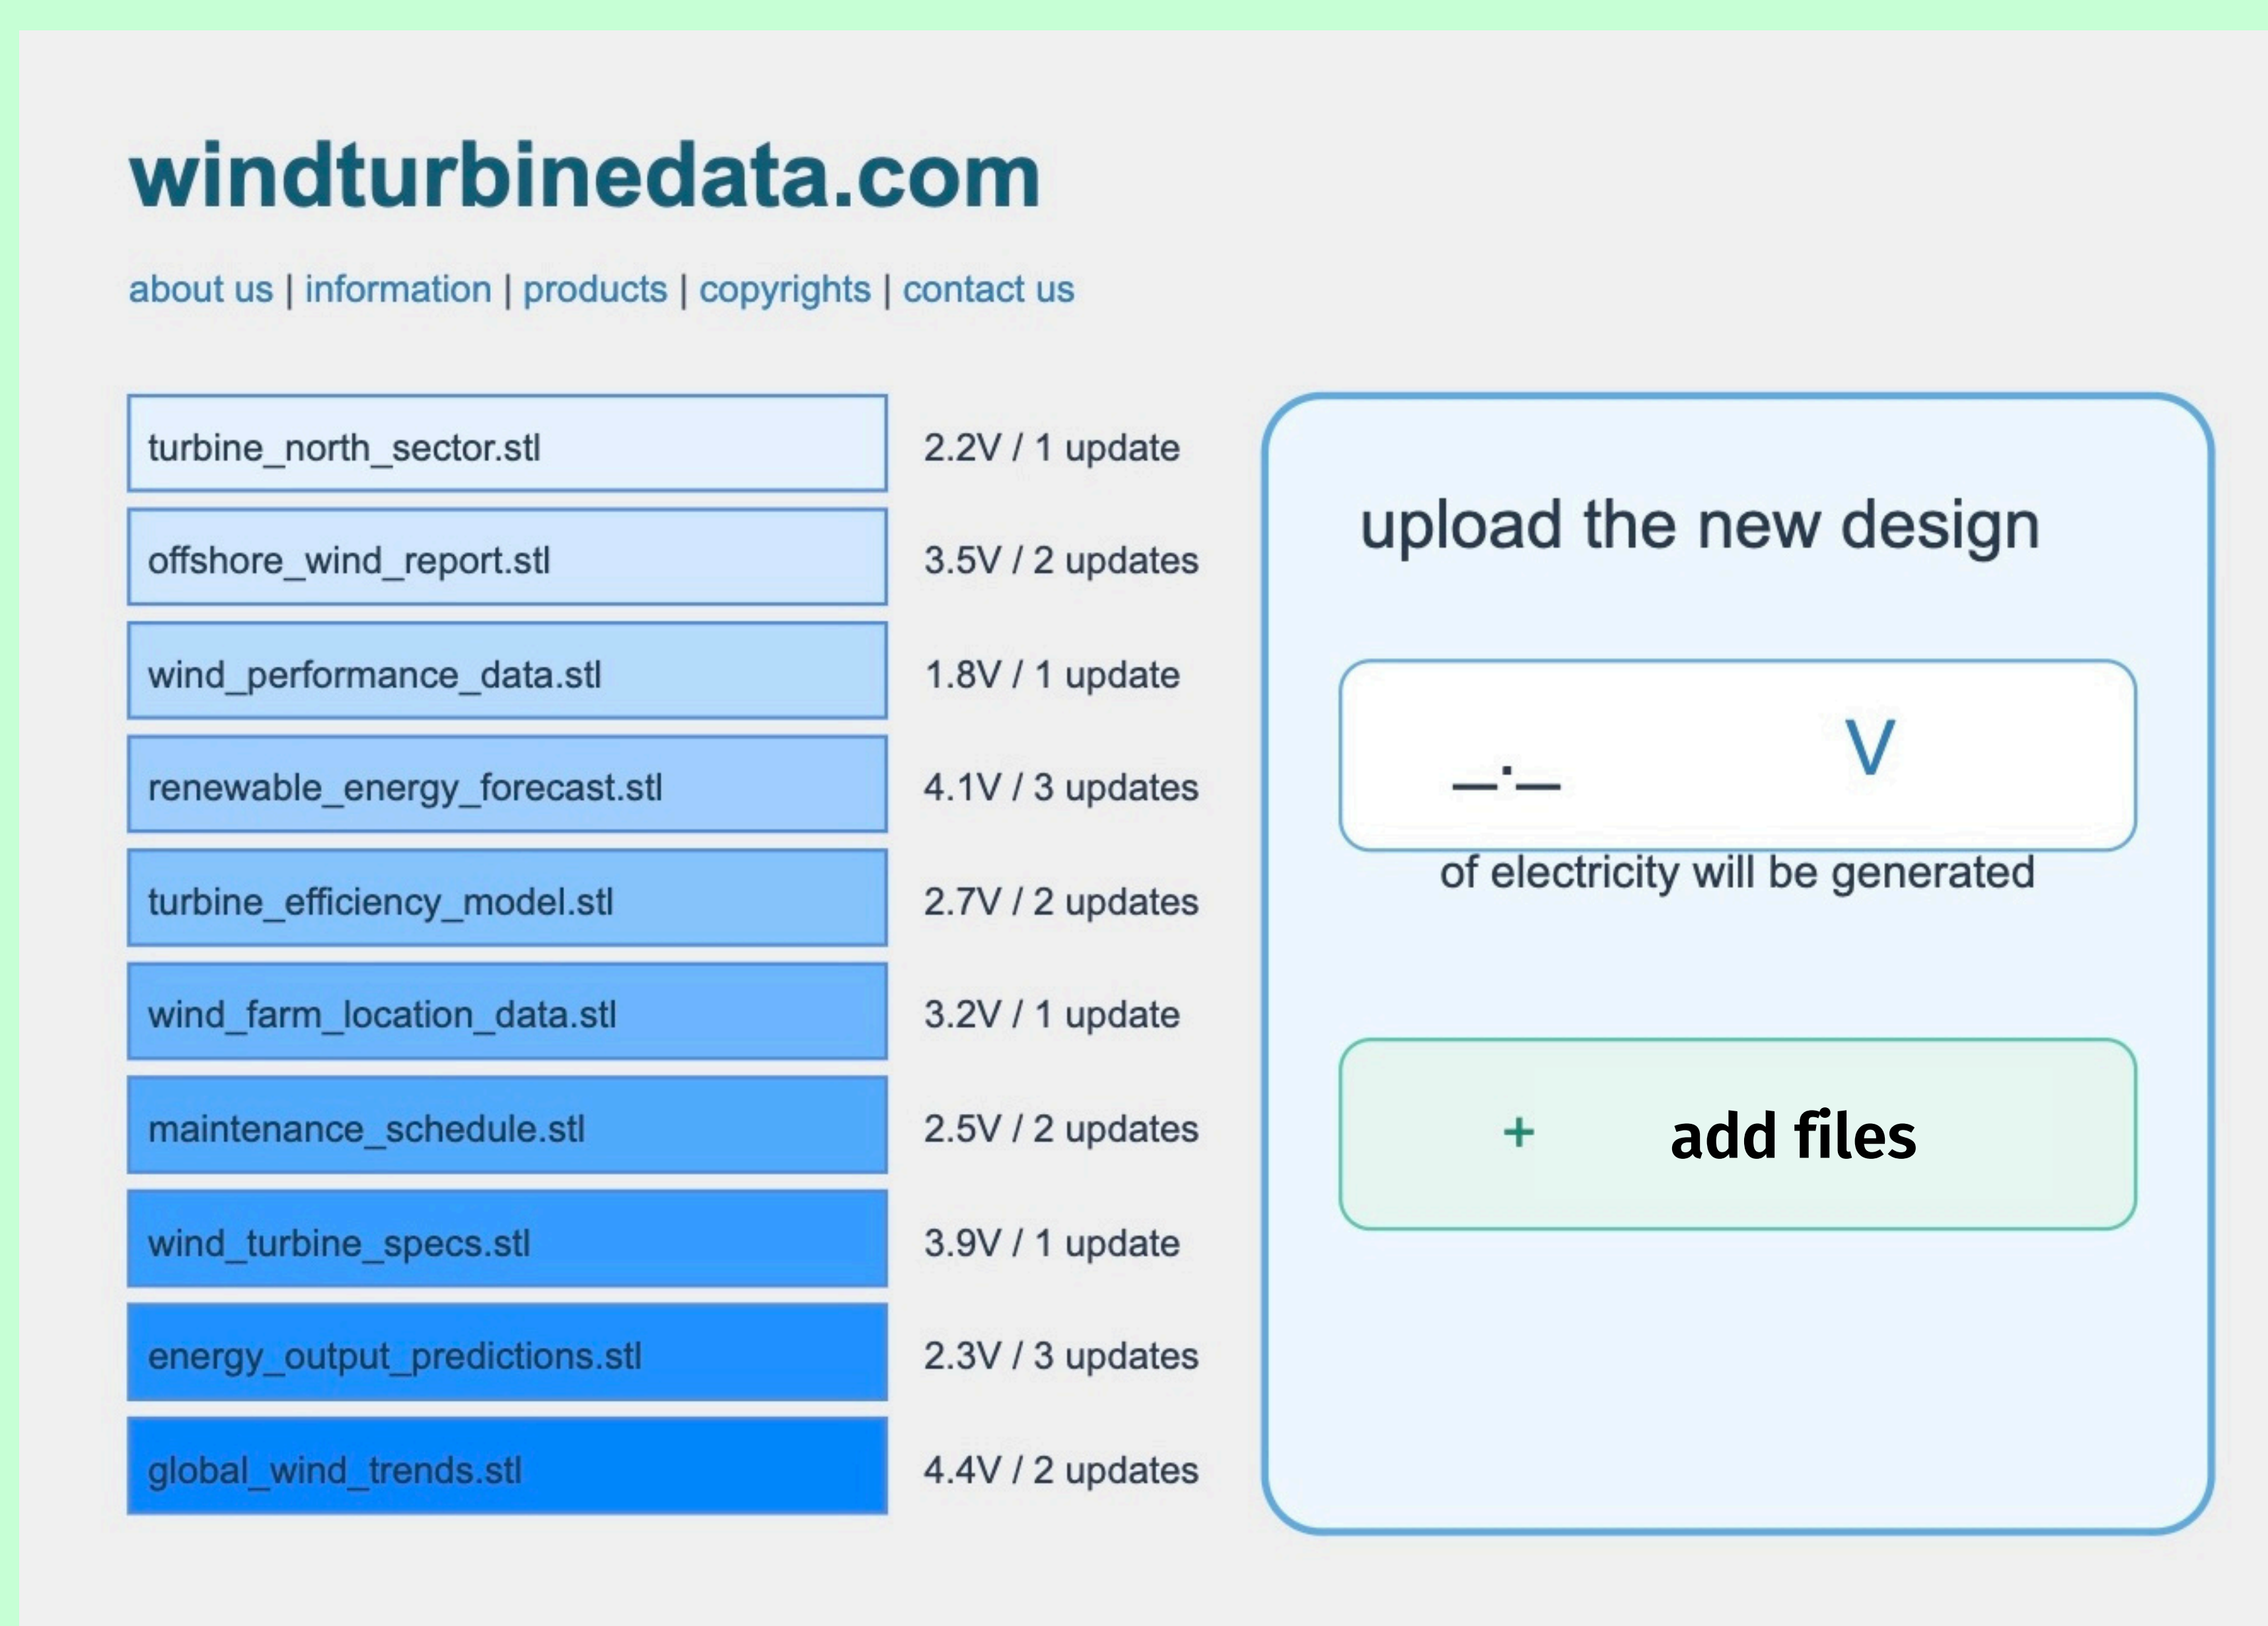 windturbinedata.com
about us | information | products | copyrights | contact us
turbine_north_sector.stl 2.2V / 1 update
offshore_wind_report.stl 3.5V / 2 updates
wind_performance_data.stl 1.8V / 1 update
renewable_energy_forecast.stl 4.1V / 3 updates
turbine_efficiency_model.stl 2.7V / 2 updates
wind_farm_location_data.stl 3.2V / 1 update
maintenance_schedule.stl 2.5V / 2 updates
wind_turbine_specs.stl 3.9V / 1 update
energy_output_predictions.stl 2.3V / 3 updates
global_wind_trends.stl 4.4V / 2 updates
upload the new design
_._ V
of electricity will be generated
+ add files